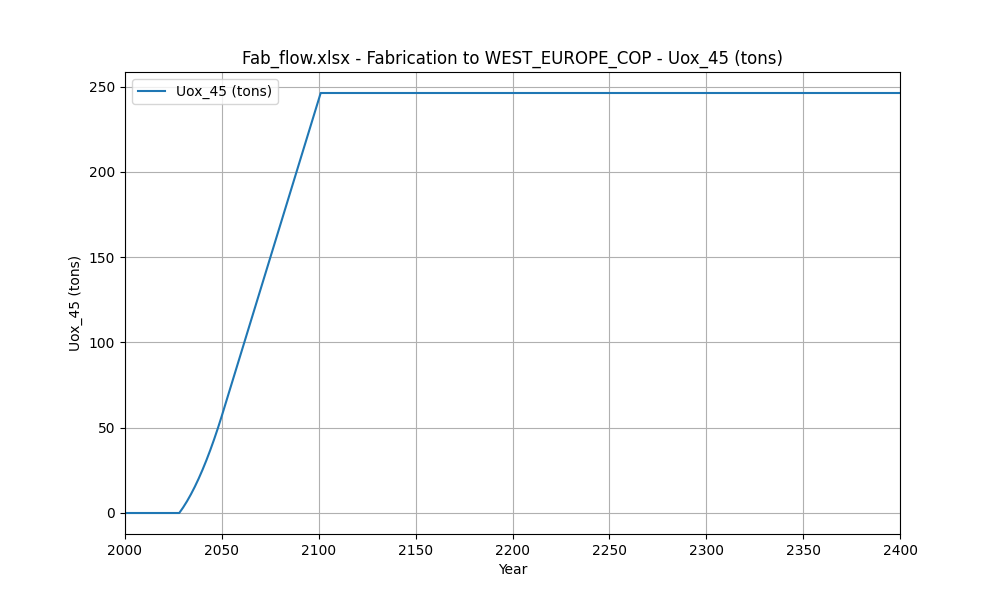 Fab_flow.xlsx - Fabrication to WEST_EUROPE_COP - Uox_45 (tons)
Uox_45 (tons)
250
200
150
100
50
0
Uox_45 (tons)
2000 2050 2100 2150 2200 2250 2300 2350 2400
Year